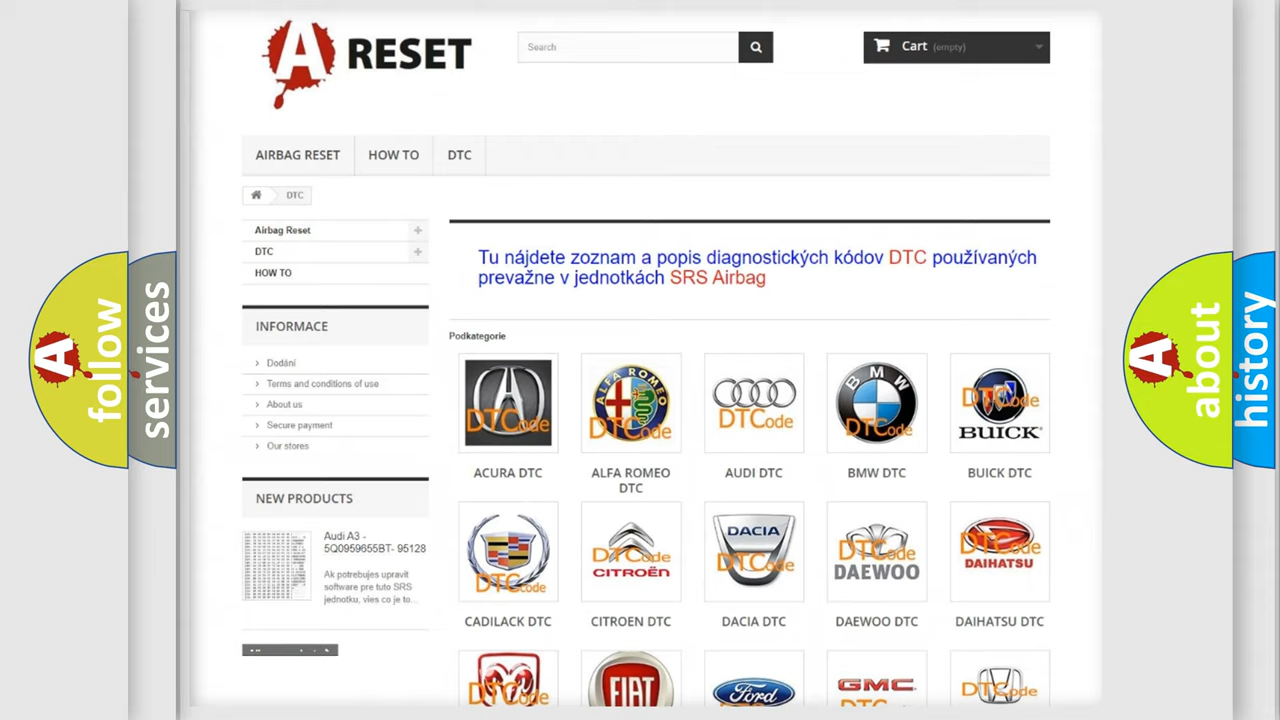 A RESET
Search
Cart (empty)
AIRBAG RESET
HOW TO
DTC
DTC
Airbag Reset
DTC
HOW TO
Tu nájdete zoznam a popis diagnostických kódov DTC používaných
prevažne v jednotkách SRS Airbag
INFORMACE
Dodání
Terms and conditions of use
About us
Secure payment
Our stores
Podkategorie
DTCode
ALFA ROMEO
DTCode
DTCode
BMW
DTCode
DTCode
BUICK
ACURA DTC
ALFA ROMEO
DTC
AUDI DTC
BMW DTC
BUICK DTC
NEW PRODUCTS
Audi A3 -
5Q0959655BT- 95128
Ak potrebujes upravit
software pre tuto SRS
jednotku, vies co je to...
DTCode
DTCode
CITROËN
DACIA
DTCode
DTCode
DAEWOO
DTCode
DAIHATSU
CADILACK DTC
CITROEN DTC
DACIA DTC
DAEWOO DTC
DAIHATSU DTC
DTCode
FIAT
Ford
GMC
DTCode
A follow
services
A about
history